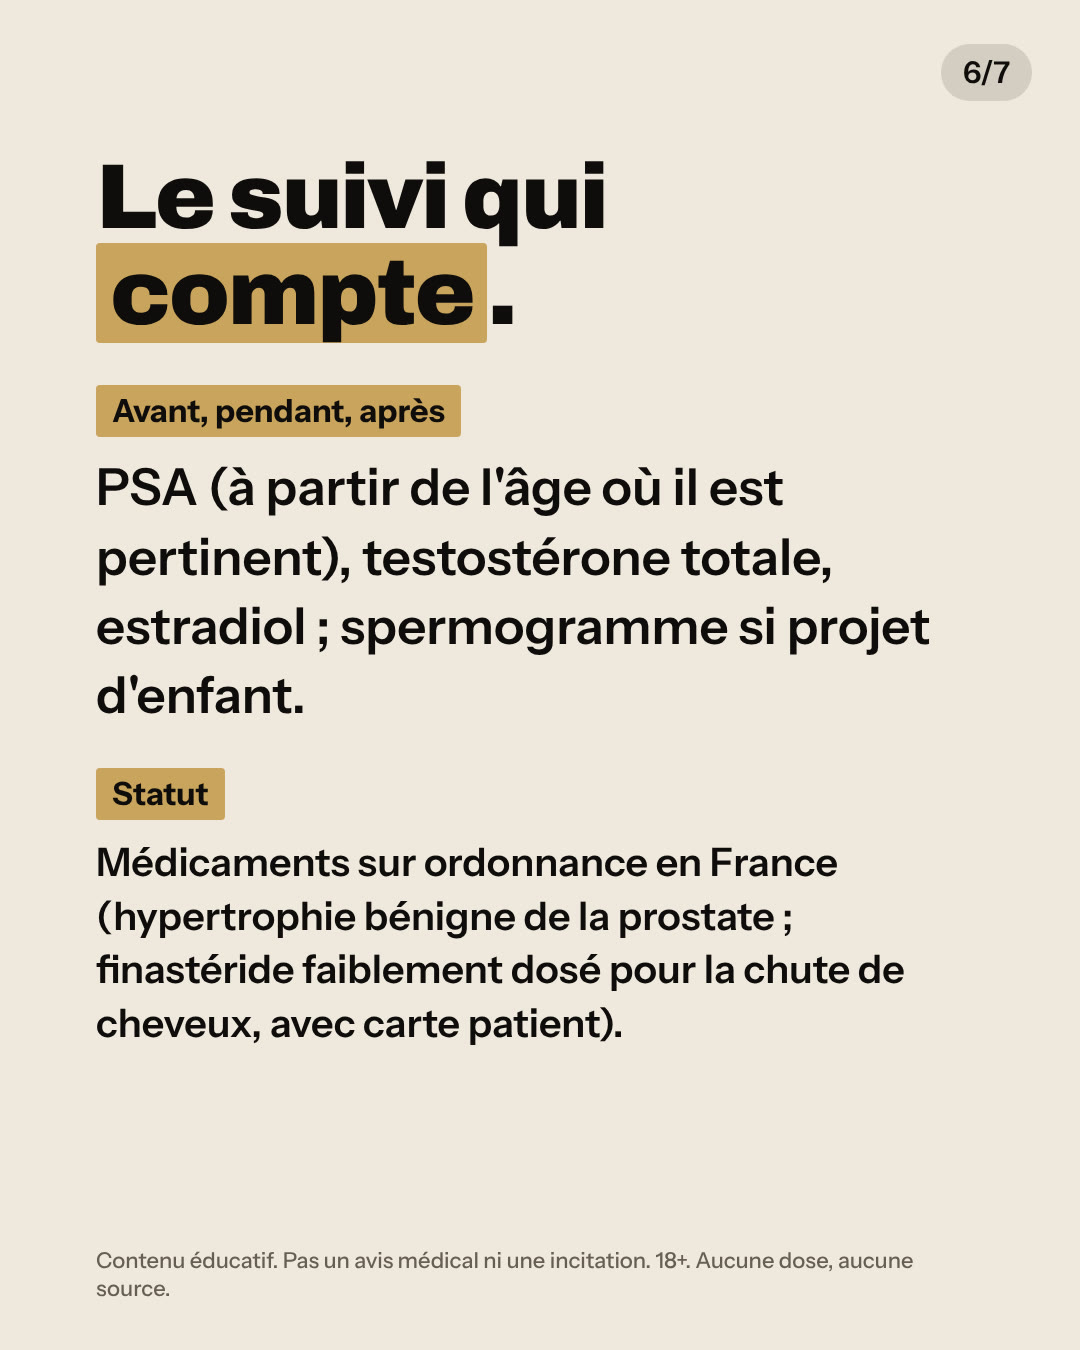 6/7
Le suivi qui
compte.
Avant, pendant, après
PSA (à partir de l'âge où il est
pertinent), testostérone totale,
estradiol ; spermogramme si projet
d'enfant.
Statut
Médicaments sur ordonnance en France
(hypertrophie bénigne de la prostate ;
finastéride faiblement dosé pour la chute de
cheveux, avec carte patient).
Contenu éducatif. Pas un avis médical ni une incitation. 18+. Aucune dose, aucune
source.